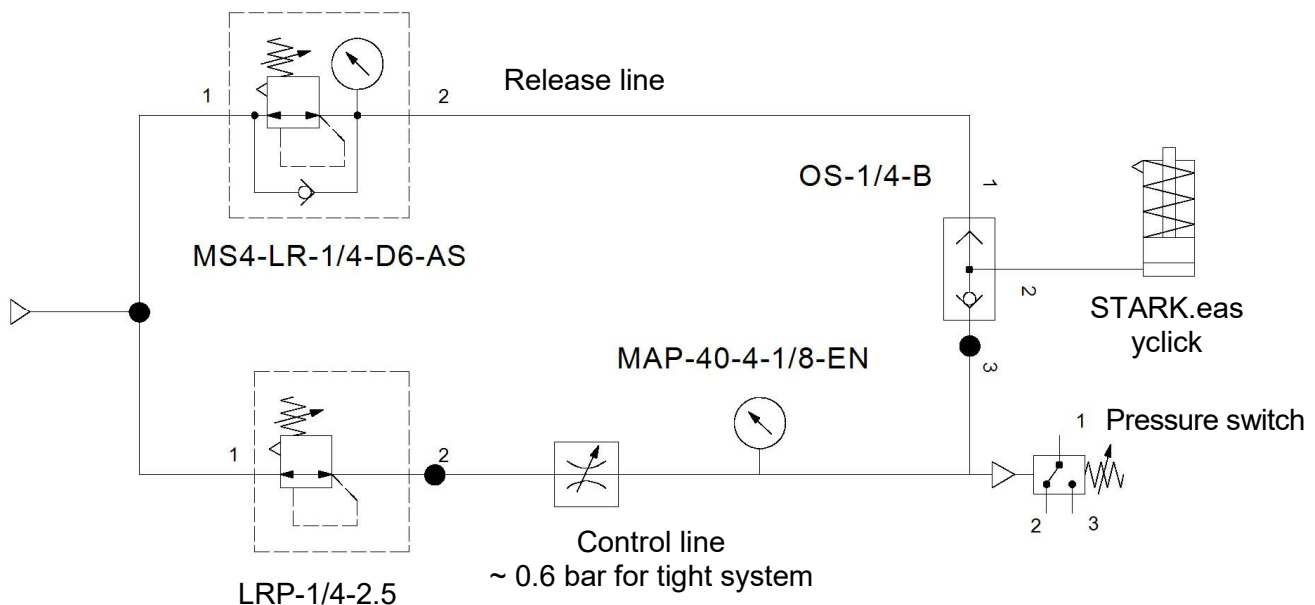 Release line
1
2
OS-1/4-B
1
MS4-LR-1/4-D6-AS
2
STARK.eas
yclick
MAP-40-4-1/8-EN
3
1
Pressure switch
1
2
2
3
Control line
~ 0.6 bar for tight system
LRP-1/4-2.5